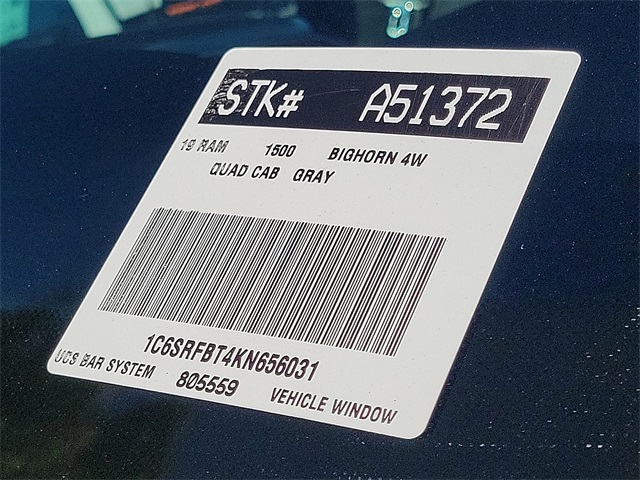 STK# A51372
19 RAM 1500 BIGHORN 4W
QUAD CAB GRAY
1C6SRFBT4KN656031
UCS BAR SYSTEM 805559 VEHICLE WINDOW